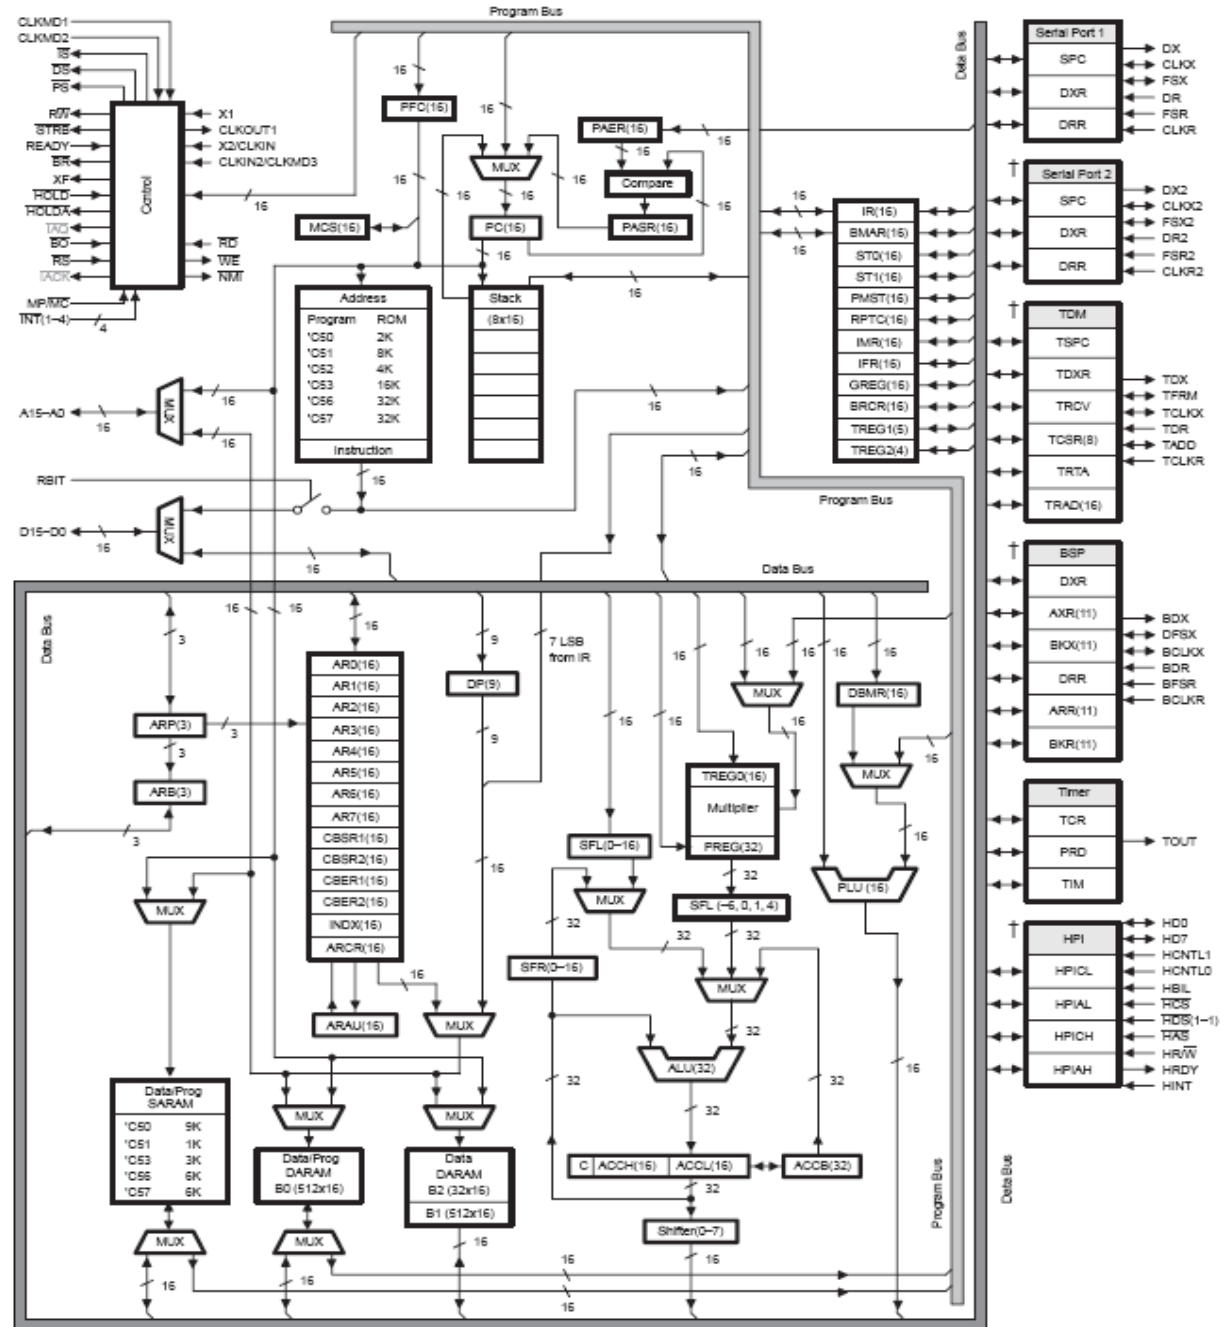 Program Bus
CLKMD1
CLKMD2
IS
DS
PS
R/W
STRB
READY
BR
XF
HOLD
HOLDA
IAQ
BO
RS
IACK
MP/MC
INT(1–4)
4
Control
X1
CLKOUT1
X2/CLKIN
CLKIN2/CLKMD3
16
RD
WE
NMI
16
PFC(16)
16
16
MUX
16
16
16
PC(16)
MCS(16)
PAER(16)
16
16
Compare
PASR(16)
16
16
Address
Program ROM
'C50 2K
'C51 8K
'C52 4K
'C53 16K
'C56 32K
'C57 32K
Instruction
16
Stack
(8x16)
16
A15–A0
16
MUX
16
16
RBIT
D15–D0
16
MUX
16
16
16
16
16
IR(16)
BMAR(16)
ST0(16)
ST1(16)
PMST(16)
RPTC(16)
IMR(16)
IFR(16)
GREG(16)
BRCR(16)
TREG1(5)
TREG2(4)
Program Bus
Data Bus
Serial Port 1
SPC
DXR
DRR
DX
CLKX
FSX
DR
FSR
CLKR
†
Serial Port 2
SPC
DXR
DRR
DX2
CLKX2
FSX2
DR2
FSR2
CLKR2
†
TDM
TSPC
TDXR
TRCV
TCSR(8)
TRTA
TRAD(16)
TDX
TFRM
TCLKX
TDR
TADD
TCLKR
†
BSP
DXR
AXR(11)
BKX(11)
DRR
ARR(11)
BKR(11)
BDX
DFSX
BCLKX
BDR
BFSR
BCLKR
Timer
TCR
PRD
TIM
TOUT
†
HPI
HPICL
HPIAL
HPICH
HPIAH
HD0
HD7
HCNTL1
HCNTL0
HBIL
HCS
HDS(1–1)
HAS
HR/W
HRDY
HINT
Data Bus
Data Bus
16
16
3
ARP(3)
3
3
ARB(3)
3
MUX
16
AR0(16)
AR1(16)
AR2(16)
AR3(16)
AR4(16)
AR5(16)
AR6(16)
AR7(16)
CBSR1(16)
CBSR2(16)
CBER1(16)
CBER2(16)
INDX(16)
ARCR(16)
ARAU(16)
16
MUX
9
DP(9)
9
16
7 LSB
from IR
16
16
16
16
16
16
16
MUX
16
DBMR(16)
16
MUX
16
PLU (16)
16
TREG0(16)
Multiplier
PREG(32)
32
SFL (–6, 0, 1, 4)
32
SFL(0–16)
MUX
32
32
32
SFR(0–16)
MUX
32
ALU(32)
32
32
32
C ACCH(16) ACCL(16)
ACCB(32)
32
Shifter(0–7)
16
Data/Prog
SARAM
'C50 9K
'C51 1K
'C53 3K
'C56 6K
'C57 6K
MUX
16
MUX
Data/Prog
DARAM
B0 (512x16)
MUX
16
MUX
Data
DARAM
B2 (32x16)
B1 (512x16)
16
16
16
Program Bus
Data Bus